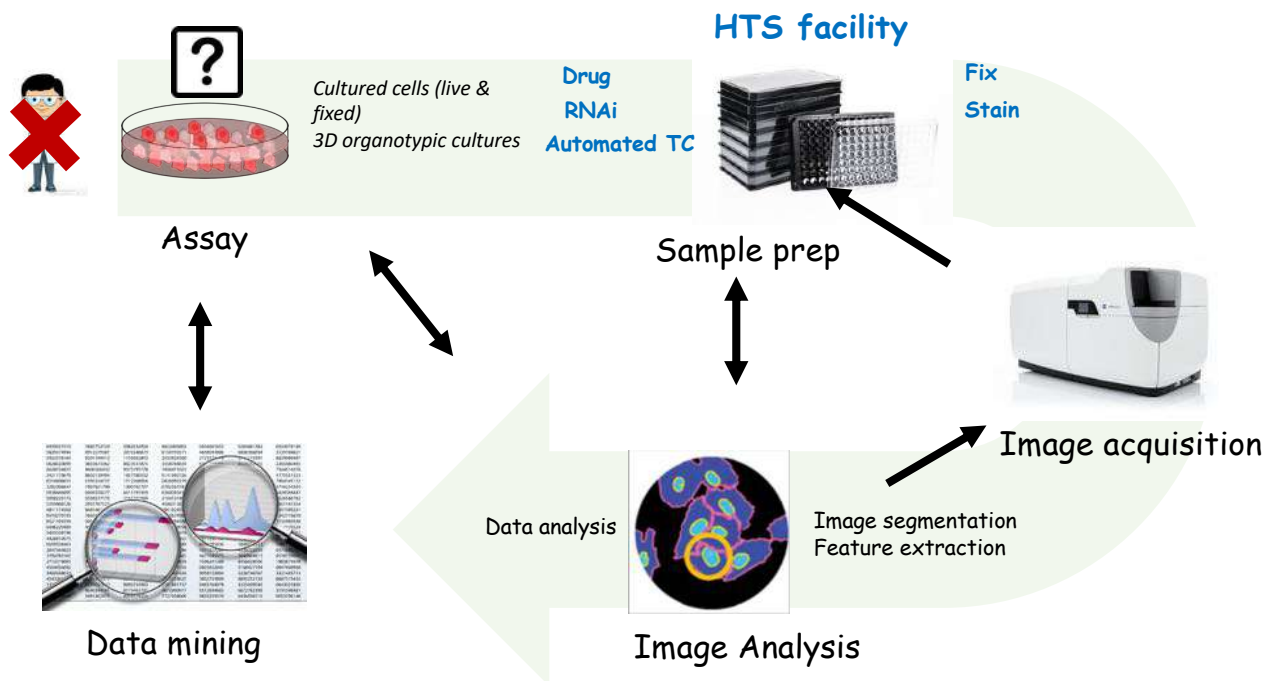 HTS facility
?
Cultured cells (live &
fixed)
3D organotypic cultures
Drug
RNAi
Automated TC
Fix
Stain
Assay
Sample prep
Image acquisition
Data analysis
Image segmentation
Feature extraction
Data mining
Image Analysis